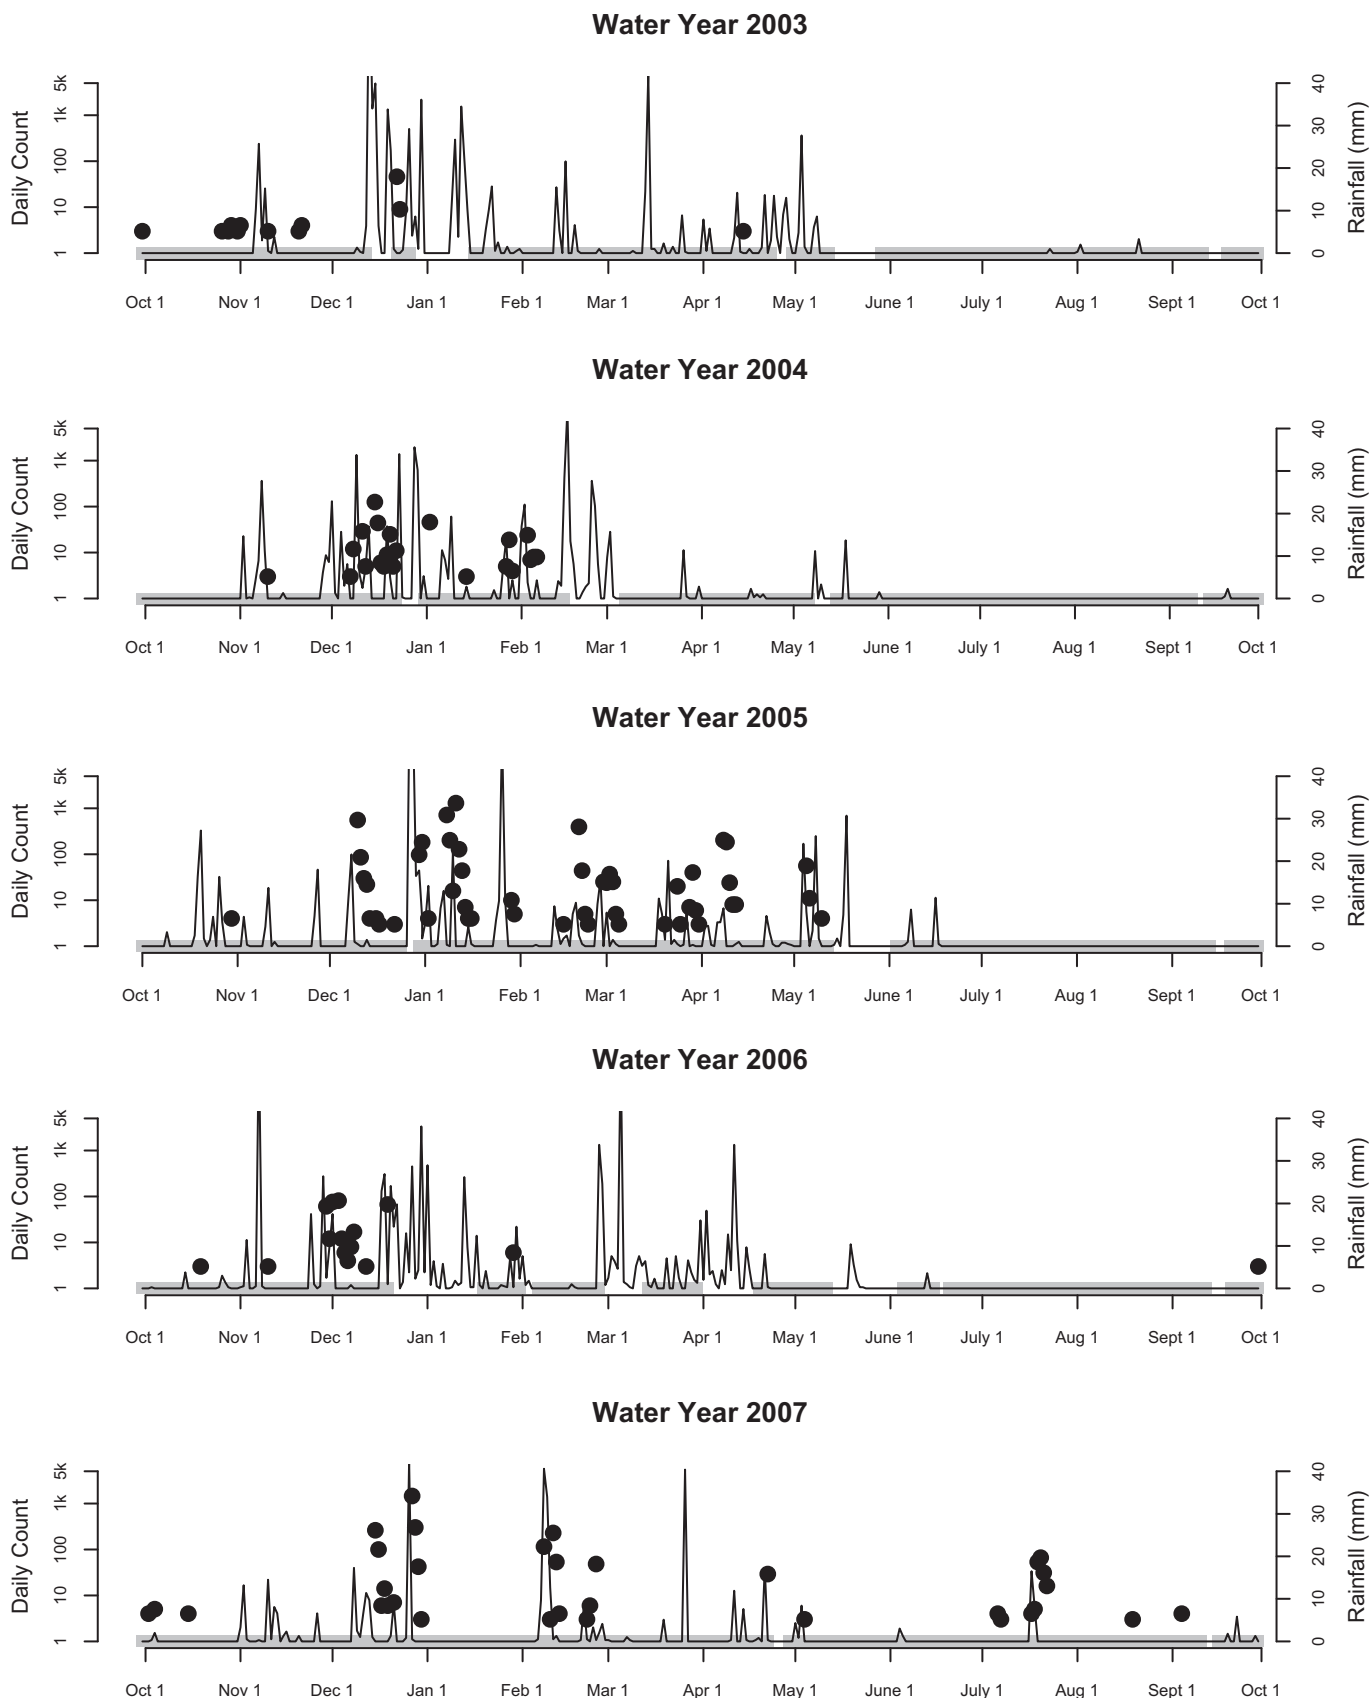 Water Year 2003
Daily Count
1 10 100 1k 5k
Rainfall (mm)
0 10 20 30 40
Oct 1 Nov 1 Dec 1 Jan 1 Feb 1 Mar 1 Apr 1 May 1 June 1 July 1 Aug 1 Sept 1 Oct 1
Water Year 2004
Daily Count
1 10 100 1k 5k
Rainfall (mm)
0 10 20 30 40
Oct 1 Nov 1 Dec 1 Jan 1 Feb 1 Mar 1 Apr 1 May 1 June 1 July 1 Aug 1 Sept 1 Oct 1
Water Year 2005
Daily Count
1 10 100 1k 5k
Rainfall (mm)
0 10 20 30 40
Oct 1 Nov 1 Dec 1 Jan 1 Feb 1 Mar 1 Apr 1 May 1 June 1 July 1 Aug 1 Sept 1 Oct 1
Water Year 2006
Daily Count
1 10 100 1k 5k
Rainfall (mm)
0 10 20 30 40
Oct 1 Nov 1 Dec 1 Jan 1 Feb 1 Mar 1 Apr 1 May 1 June 1 July 1 Aug 1 Sept 1 Oct 1
Water Year 2007
Daily Count
1 10 100 1k 5k
Rainfall (mm)
0 10 20 30 40
Oct 1 Nov 1 Dec 1 Jan 1 Feb 1 Mar 1 Apr 1 May 1 June 1 July 1 Aug 1 Sept 1 Oct 1